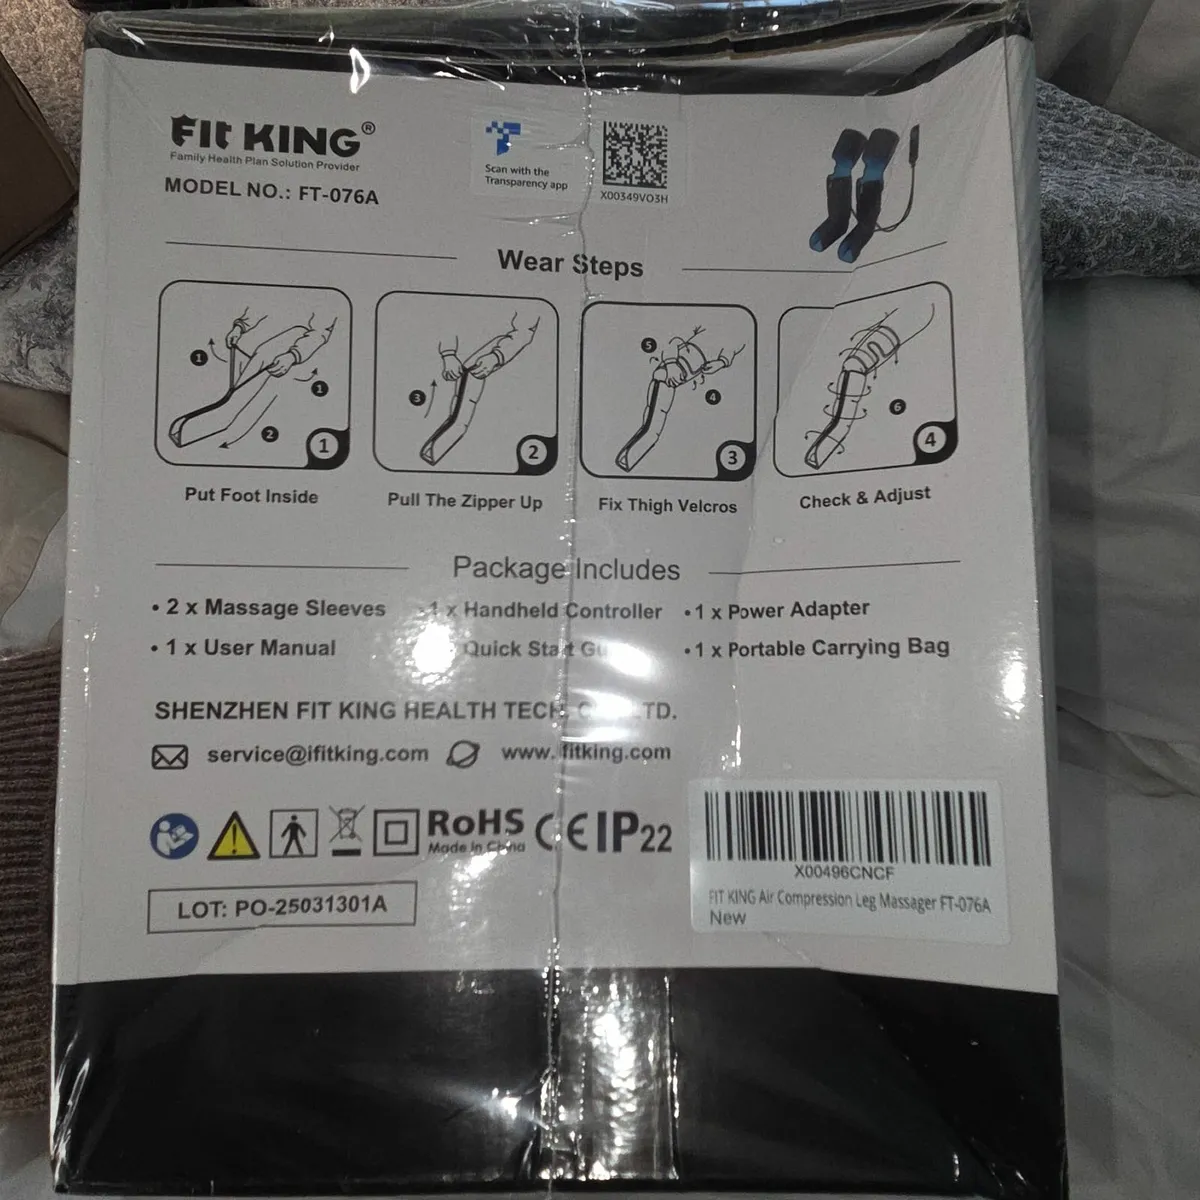 Fit KING®
Family Health Plan Solution Provider
MODEL NO.: FT-076A
Scan with the
Transparency app
X00349VO3H
Wear Steps
1
1
2
1
3
2
5
4
3
6
4
Put Foot Inside
Pull The Zipper Up
Fix Thigh Velcros
Check & Adjust
Package Includes
• 2 x Massage Sleeves
1 x Handheld Controller
• 1 x Power Adapter
• 1 x User Manual
Quick Start
• 1 x Portable Carrying Bag
SHENZHEN FIT KING HEALTH TECH LTD.
service@ifitking.com
www.ifitking.com
RoHS
Made in China
CE IP22
LOT: PO-25031301A
X00496CNCF
FIT KING Air Compression Leg Massager FT-076A
New